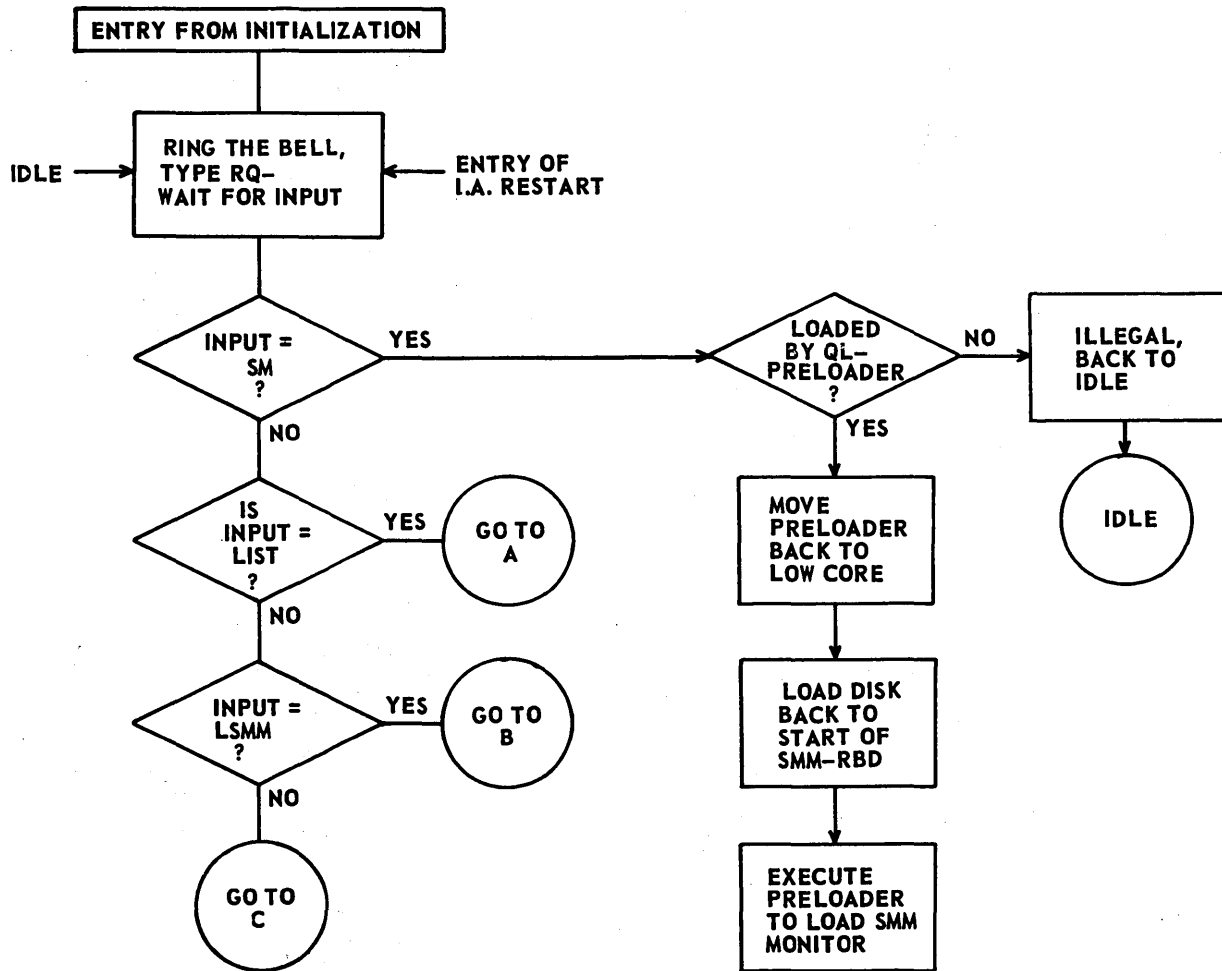 ENTRY FROM INITIALIZATION
RING THE BELL,
TYPE RQ–
WAIT FOR INPUT
IDLE
ENTRY OF
I.A. RESTART
INPUT =
SM
?
YES
NO
LOADED
BY QL–
PRELOADER
?
NO
YES
ILLEGAL,
BACK TO
IDLE
IDLE
MOVE
PRELOADER
BACK TO
LOW CORE
LOAD DISK
BACK TO
START OF
SMM–RBD
EXECUTE
PRELOADER
TO LOAD SMM
MONITOR
IS
INPUT =
LIST
?
YES
GO TO
A
NO
INPUT =
LSMM
?
YES
GO TO
B
NO
GO TO
C